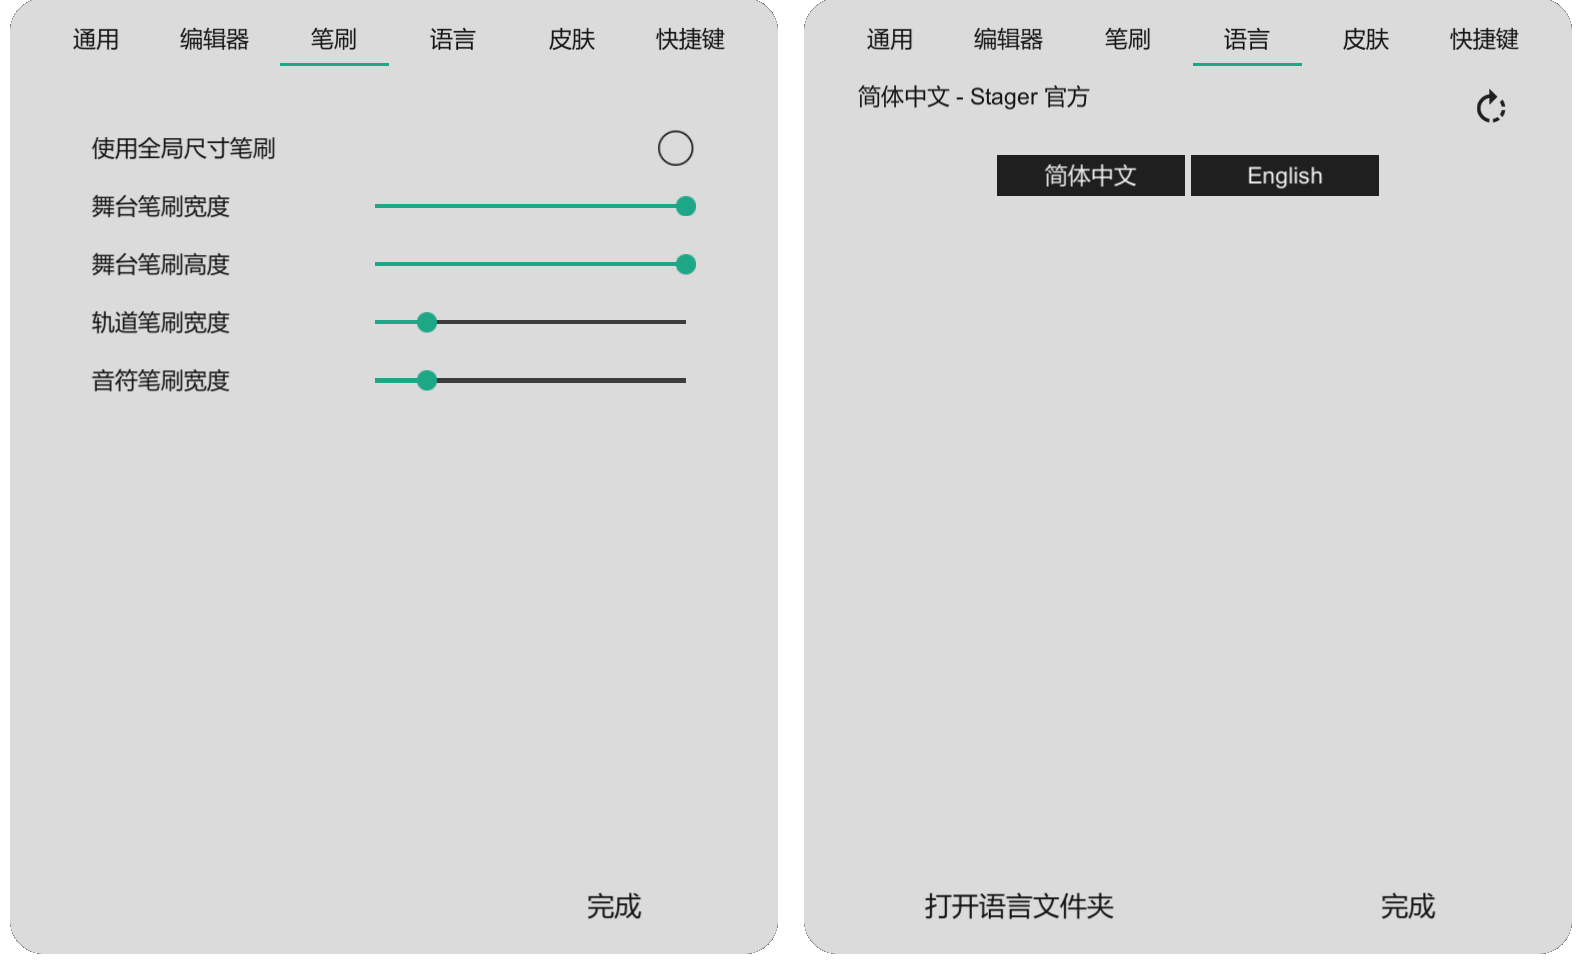 通用 编辑器 笔刷 语言 皮肤 快捷键
使用全局尺寸笔刷
舞台笔刷宽度
舞台笔刷高度
轨道笔刷宽度
音符笔刷宽度
完成
通用 编辑器 笔刷 语言 皮肤 快捷键
简体中文 - Stager 官方
简体中文 English
打开语言文件夹 完成